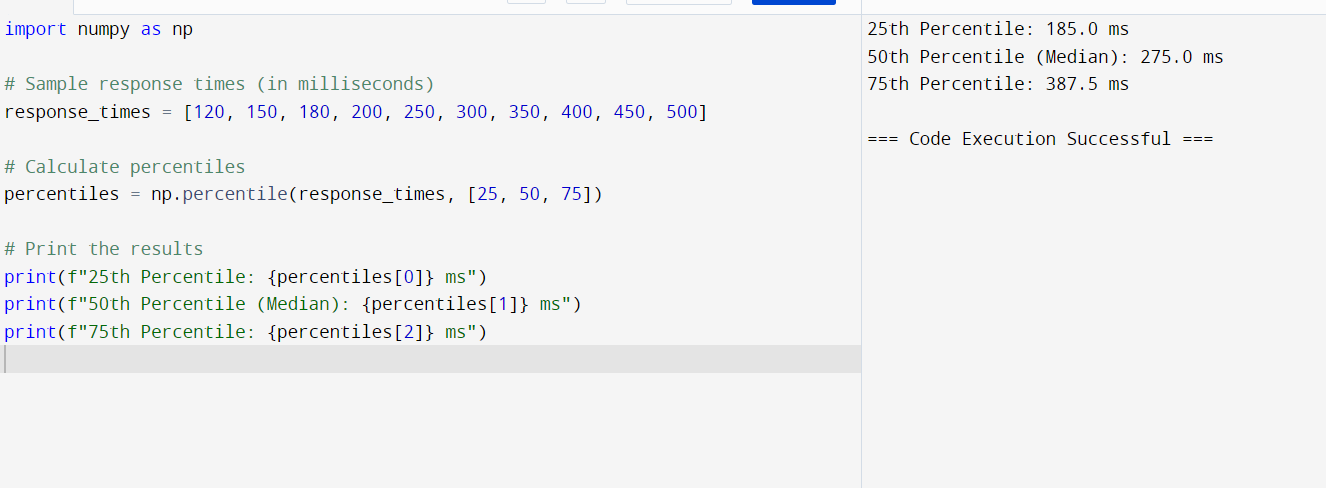 import numpy as np
# Sample response times (in milliseconds)
response_times = [120, 150, 180, 200, 250, 300, 350, 400, 450, 500]
# Calculate percentiles
percentiles = np.percentile(response_times, [25, 50, 75])
# Print the results
print(f"25th Percentile: {percentiles[0]} ms")
print(f"50th Percentile (Median): {percentiles[1]} ms")
print(f"75th Percentile: {percentiles[2]} ms")
25th Percentile: 185.0 ms
50th Percentile (Median): 275.0 ms
75th Percentile: 387.5 ms
=== Code Execution Successful ===